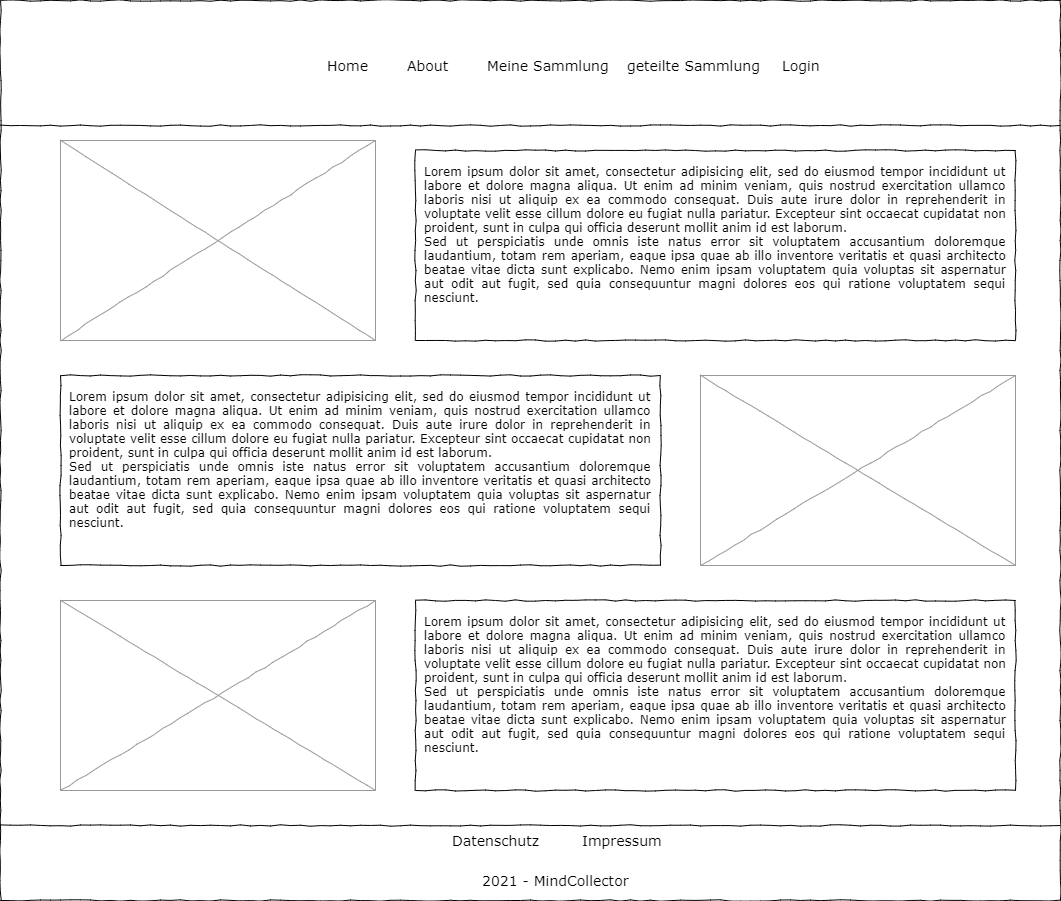 Home About Meine Sammlung geteilte Sammlung Login
Lorem ipsum dolor sit amet, consectetur adipisicing elit, sed do eiusmod tempor incididunt ut
labore et dolore magna aliqua. Ut enim ad minim veniam, quis nostrud exercitation ullamco
laboris nisi ut aliquip ex ea commodo consequat. Duis aute irure dolor in reprehenderit in
voluptate velit esse cillum dolore eu fugiat nulla pariatur. Excepteur sint occaecat cupidatat non
proident, sunt in culpa qui officia deserunt mollit anim id est laborum.
Sed ut perspiciatis unde omnis iste natus error sit voluptatem accusantium doloremque
laudantium, totam rem aperiam, eaque ipsa quae ab illo inventore veritatis et quasi architecto
beatae vitae dicta sunt explicabo. Nemo enim ipsam voluptatem quia voluptas sit aspernatur
aut odit aut fugit, sed quia consequuntur magni dolores eos qui ratione voluptatem sequi
nesciunt.
Lorem ipsum dolor sit amet, consectetur adipisicing elit, sed do eiusmod tempor incididunt ut
labore et dolore magna aliqua. Ut enim ad minim veniam, quis nostrud exercitation ullamco
laboris nisi ut aliquip ex ea commodo consequat. Duis aute irure dolor in reprehenderit in
voluptate velit esse cillum dolore eu fugiat nulla pariatur. Excepteur sint occaecat cupidatat non
proident, sunt in culpa qui officia deserunt mollit anim id est laborum.
Sed ut perspiciatis unde omnis iste natus error sit voluptatem accusantium doloremque
laudantium, totam rem aperiam, eaque ipsa quae ab illo inventore veritatis et quasi architecto
beatae vitae dicta sunt explicabo. Nemo enim ipsam voluptatem quia voluptas sit aspernatur
aut odit aut fugit, sed quia consequuntur magni dolores eos qui ratione voluptatem sequi
nesciunt.
Lorem ipsum dolor sit amet, consectetur adipisicing elit, sed do eiusmod tempor incididunt ut
labore et dolore magna aliqua. Ut enim ad minim veniam, quis nostrud exercitation ullamco
laboris nisi ut aliquip ex ea commodo consequat. Duis aute irure dolor in reprehenderit in
voluptate velit esse cillum dolore eu fugiat nulla pariatur. Excepteur sint occaecat cupidatat non
proident, sunt in culpa qui officia deserunt mollit anim id est laborum.
Sed ut perspiciatis unde omnis iste natus error sit voluptatem accusantium doloremque
laudantium, totam rem aperiam, eaque ipsa quae ab illo inventore veritatis et quasi architecto
beatae vitae dicta sunt explicabo. Nemo enim ipsam voluptatem quia voluptas sit aspernatur
aut odit aut fugit, sed quia consequuntur magni dolores eos qui ratione voluptatem sequi
nesciunt.
Datenschutz Impressum
2021 - MindCollector